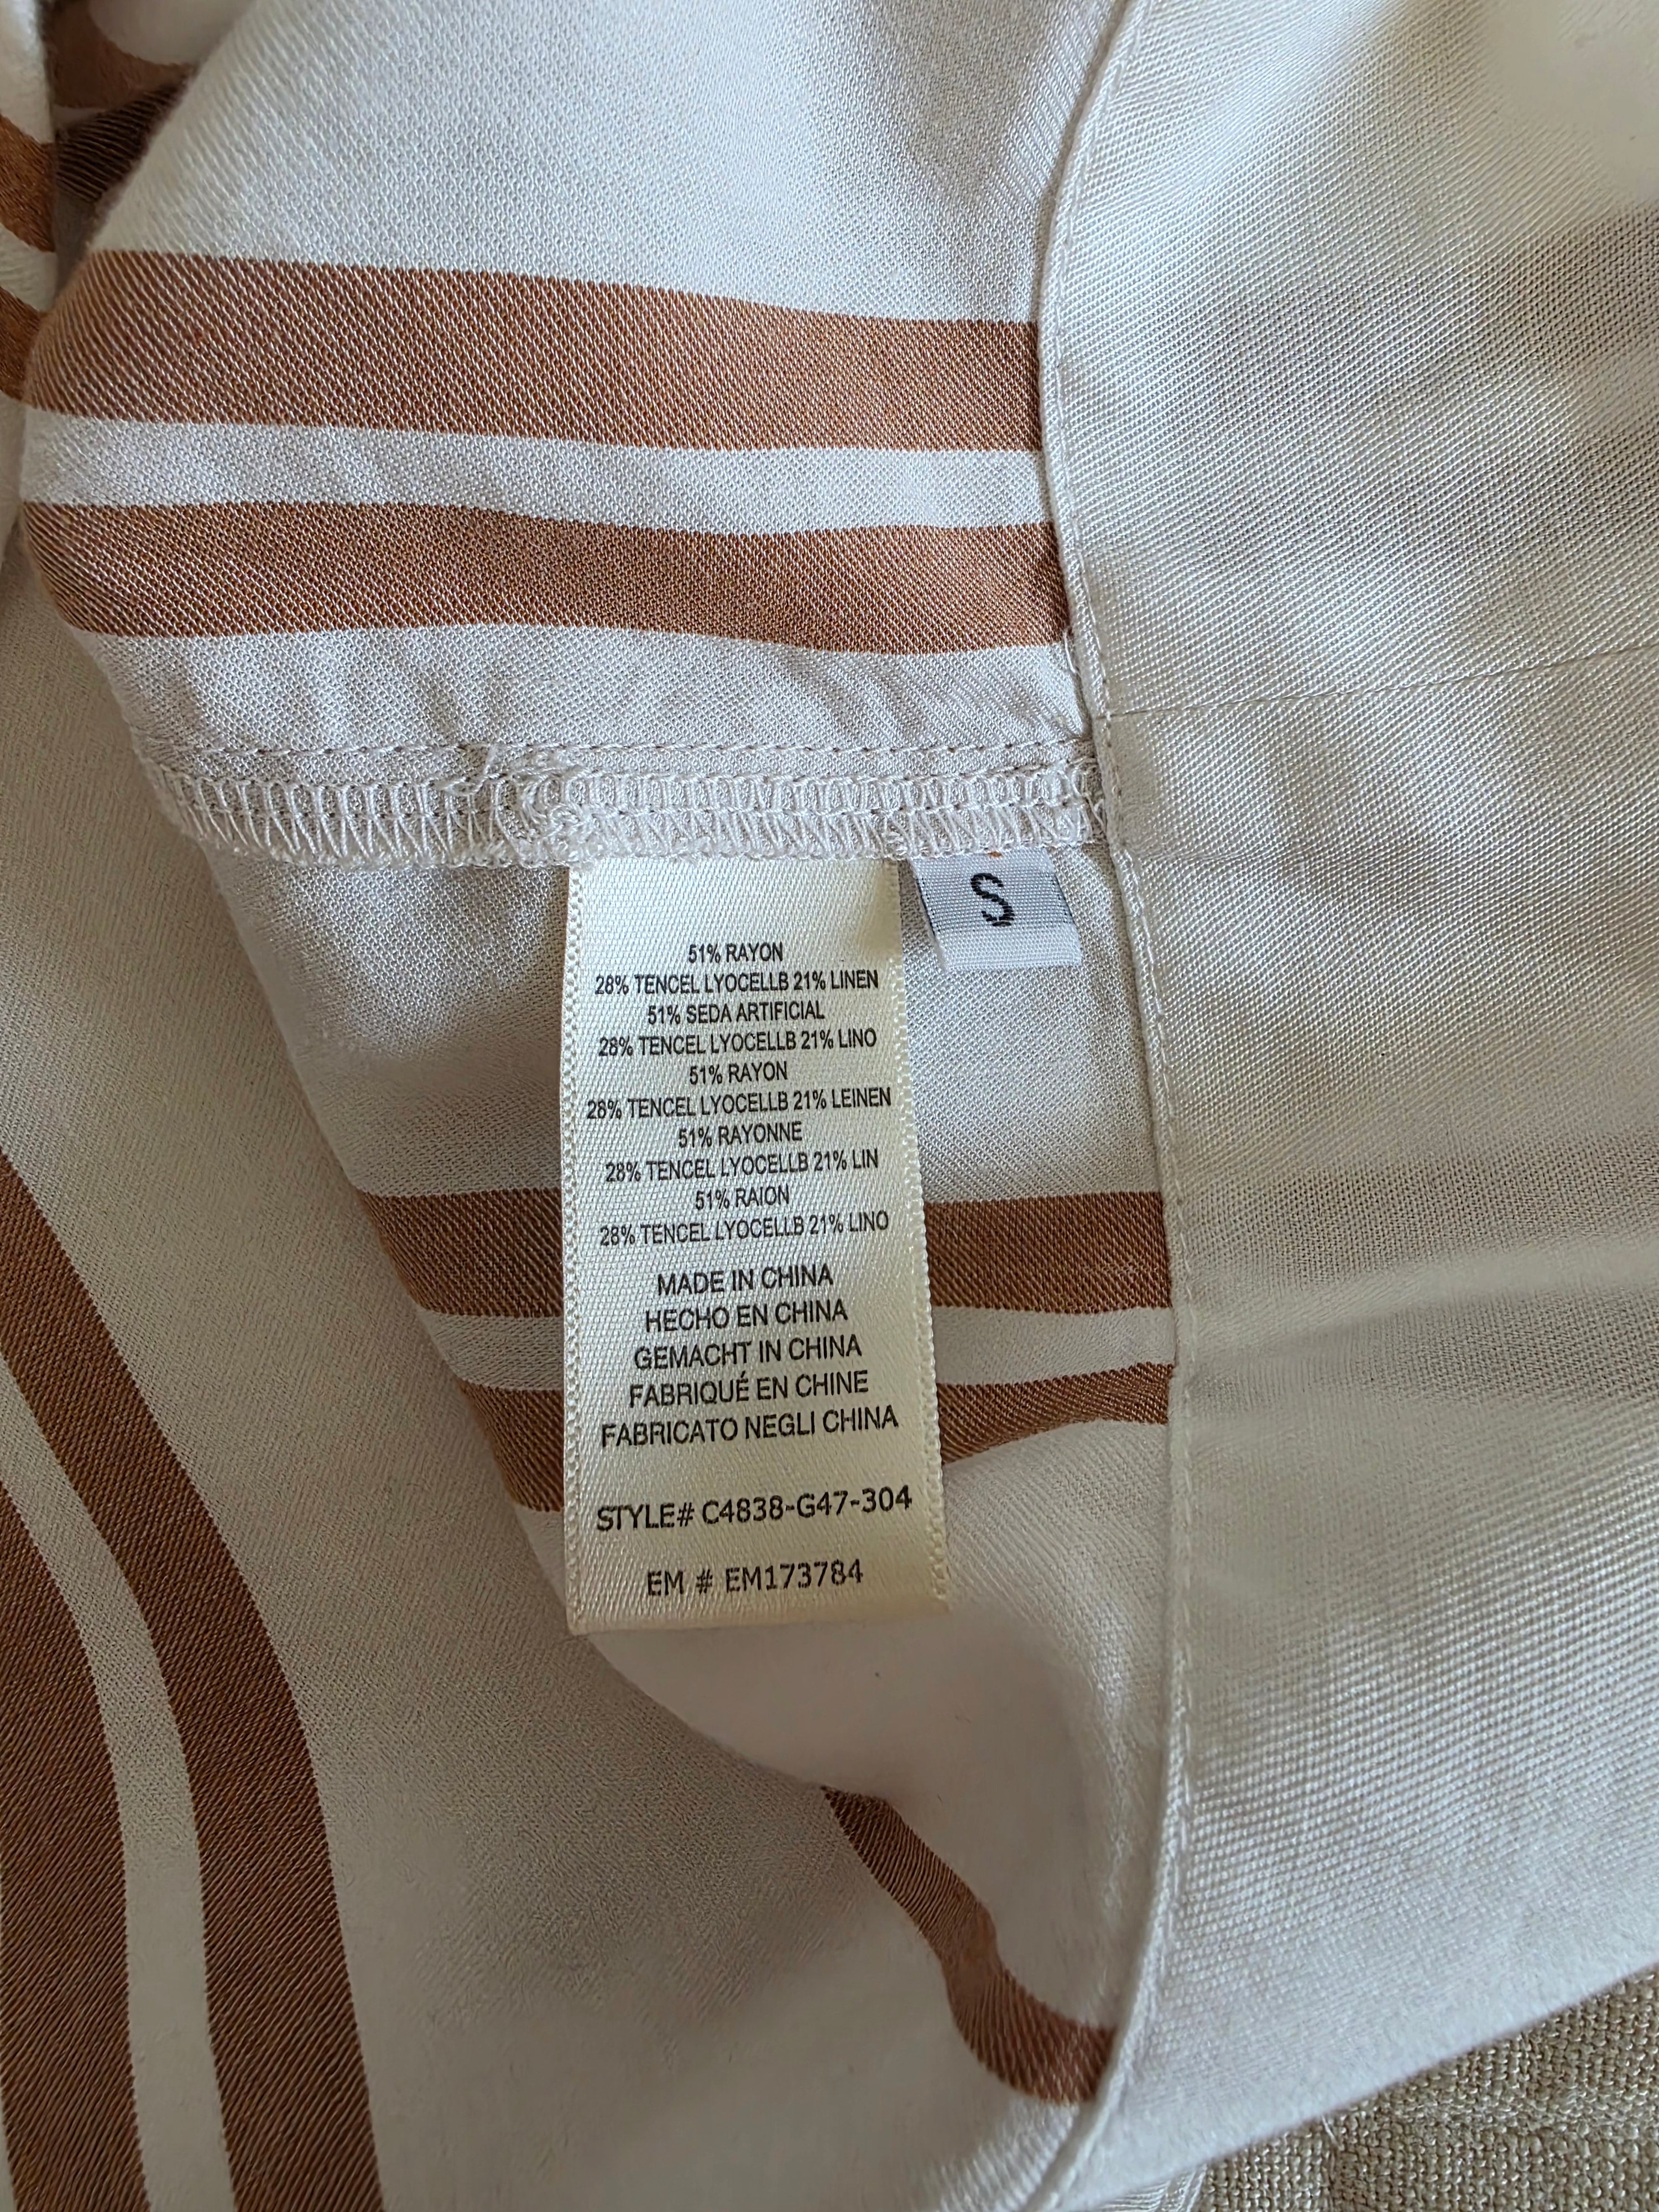 S
51% RAYON
28% TENCEL LYOCELLB 21% LINEN
51% SEDA ARTIFICIAL
28% TENCEL LYOCELLB 21% LINO
51% RAYON
28% TENCEL LYOCELLB 21% LEINEN
51% RAYONNE
28% TENCEL LYOCELLB 21% LIN
51% RAION
28% TENCEL LYOCELLB 21% LINO
MADE IN CHINA
HECHO EN CHINA
GEMACHT IN CHINA
FABRIQUÉ EN CHINE
FABRICATO NEGLI CHINA
STYLE# C4838-G47-304
EM # EM173784